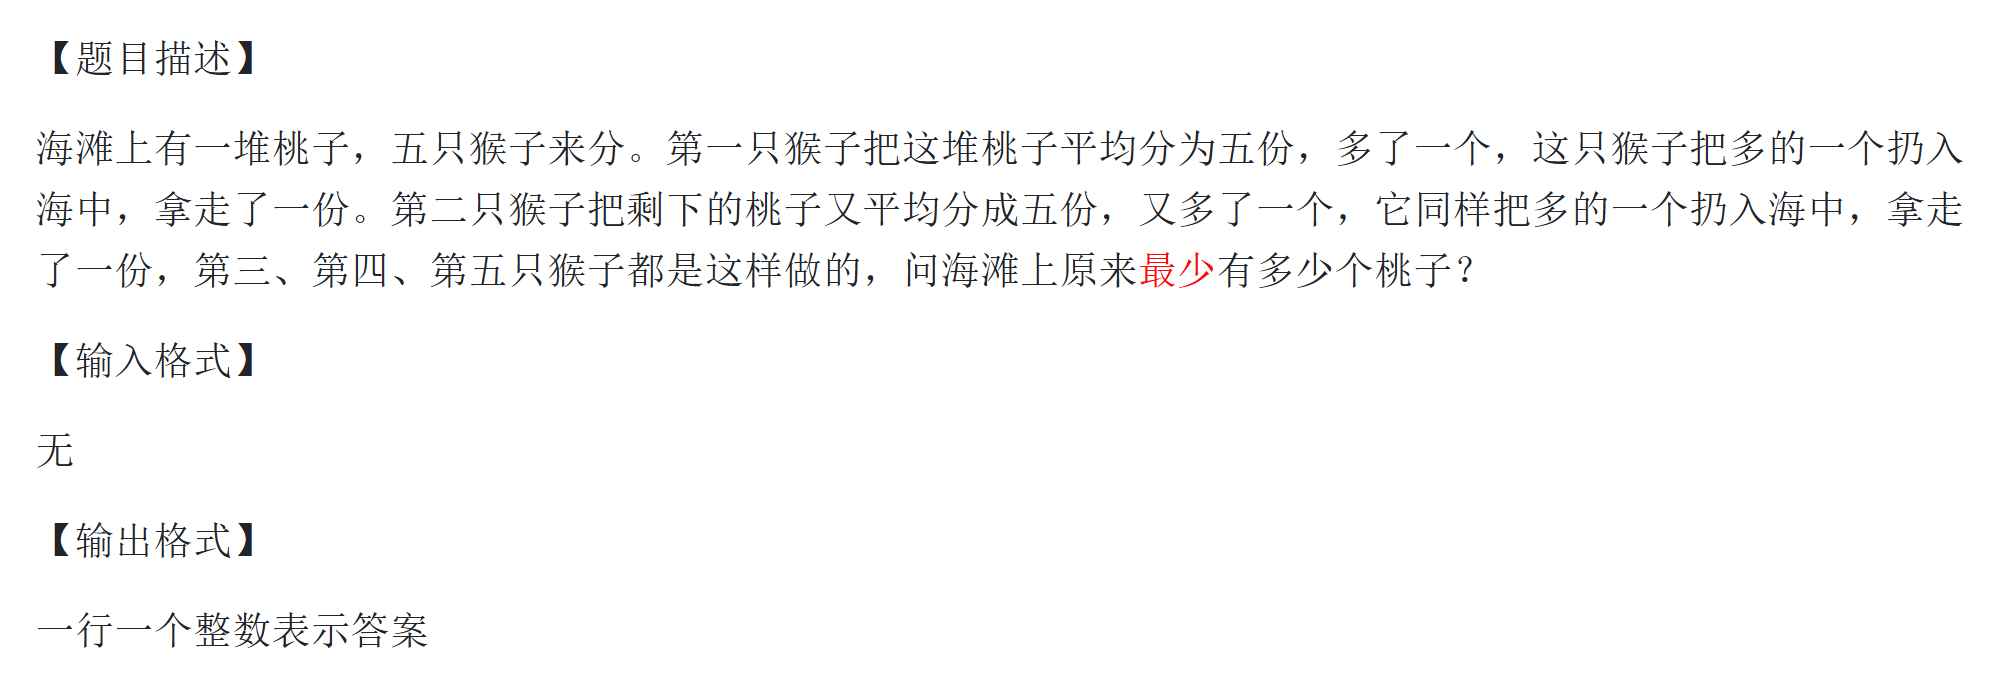 【题目描述】
海滩上有一堆桃子，五只猴子来分。第一只猴子把这堆桃子平均分为五份，多了一个，这只猴子把多的一个扔入
海中，拿走了一份。第二只猴子把剩下的桃子又平均分成五份，又多了一个，它同样把多的一个扔入海中，拿走
了一份，第三、第四、第五只猴子都是这样做的，问海滩上原来最少有多少个桃子？
【输入格式】
无
【输出格式】
一行一个整数表示答案